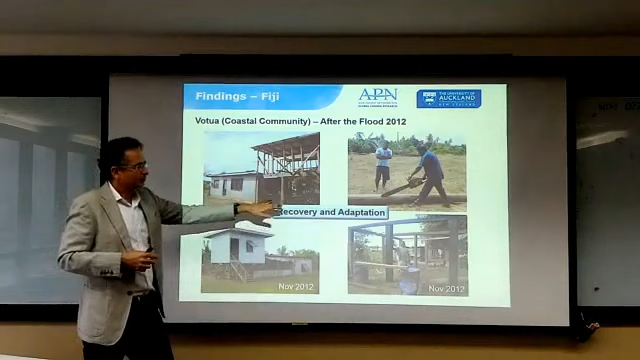 Findings – Fiji
APN
THE UNIVERSITY OF
AUCKLAND
NEW ZEALAND
Votua (Coastal Community) – After the Flood 2012
Recovery and Adaptation
Nov 2012
Nov 2012